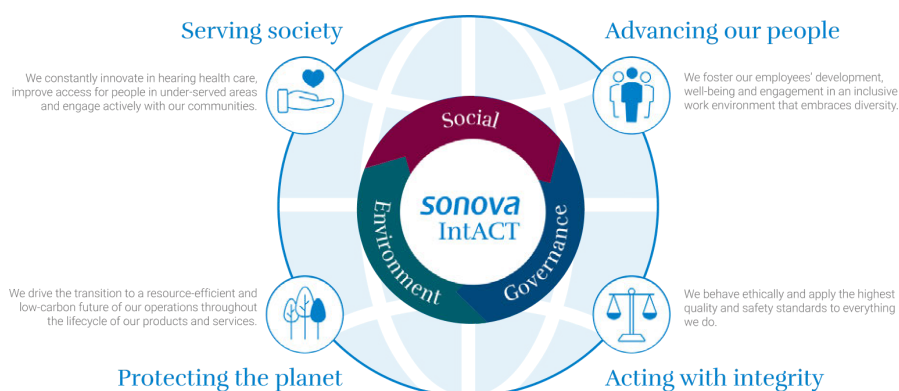 Serving society
We constantly innovate in hearing health care,
improve access for people in under-served areas
and engage actively with our communities.
Advancing our people
We foster our employees' development,
well-being and engagement in an inclusive
work environment that embraces diversity.
Social
Environment
Governance
sonova
IntACT
We drive the transition to a resource-efficient and
low-carbon future of our operations throughout
the lifecycle of our products and services.
Protecting the planet
We behave ethically and apply the highest
quality and safety standards to everything
we do.
Acting with integrity